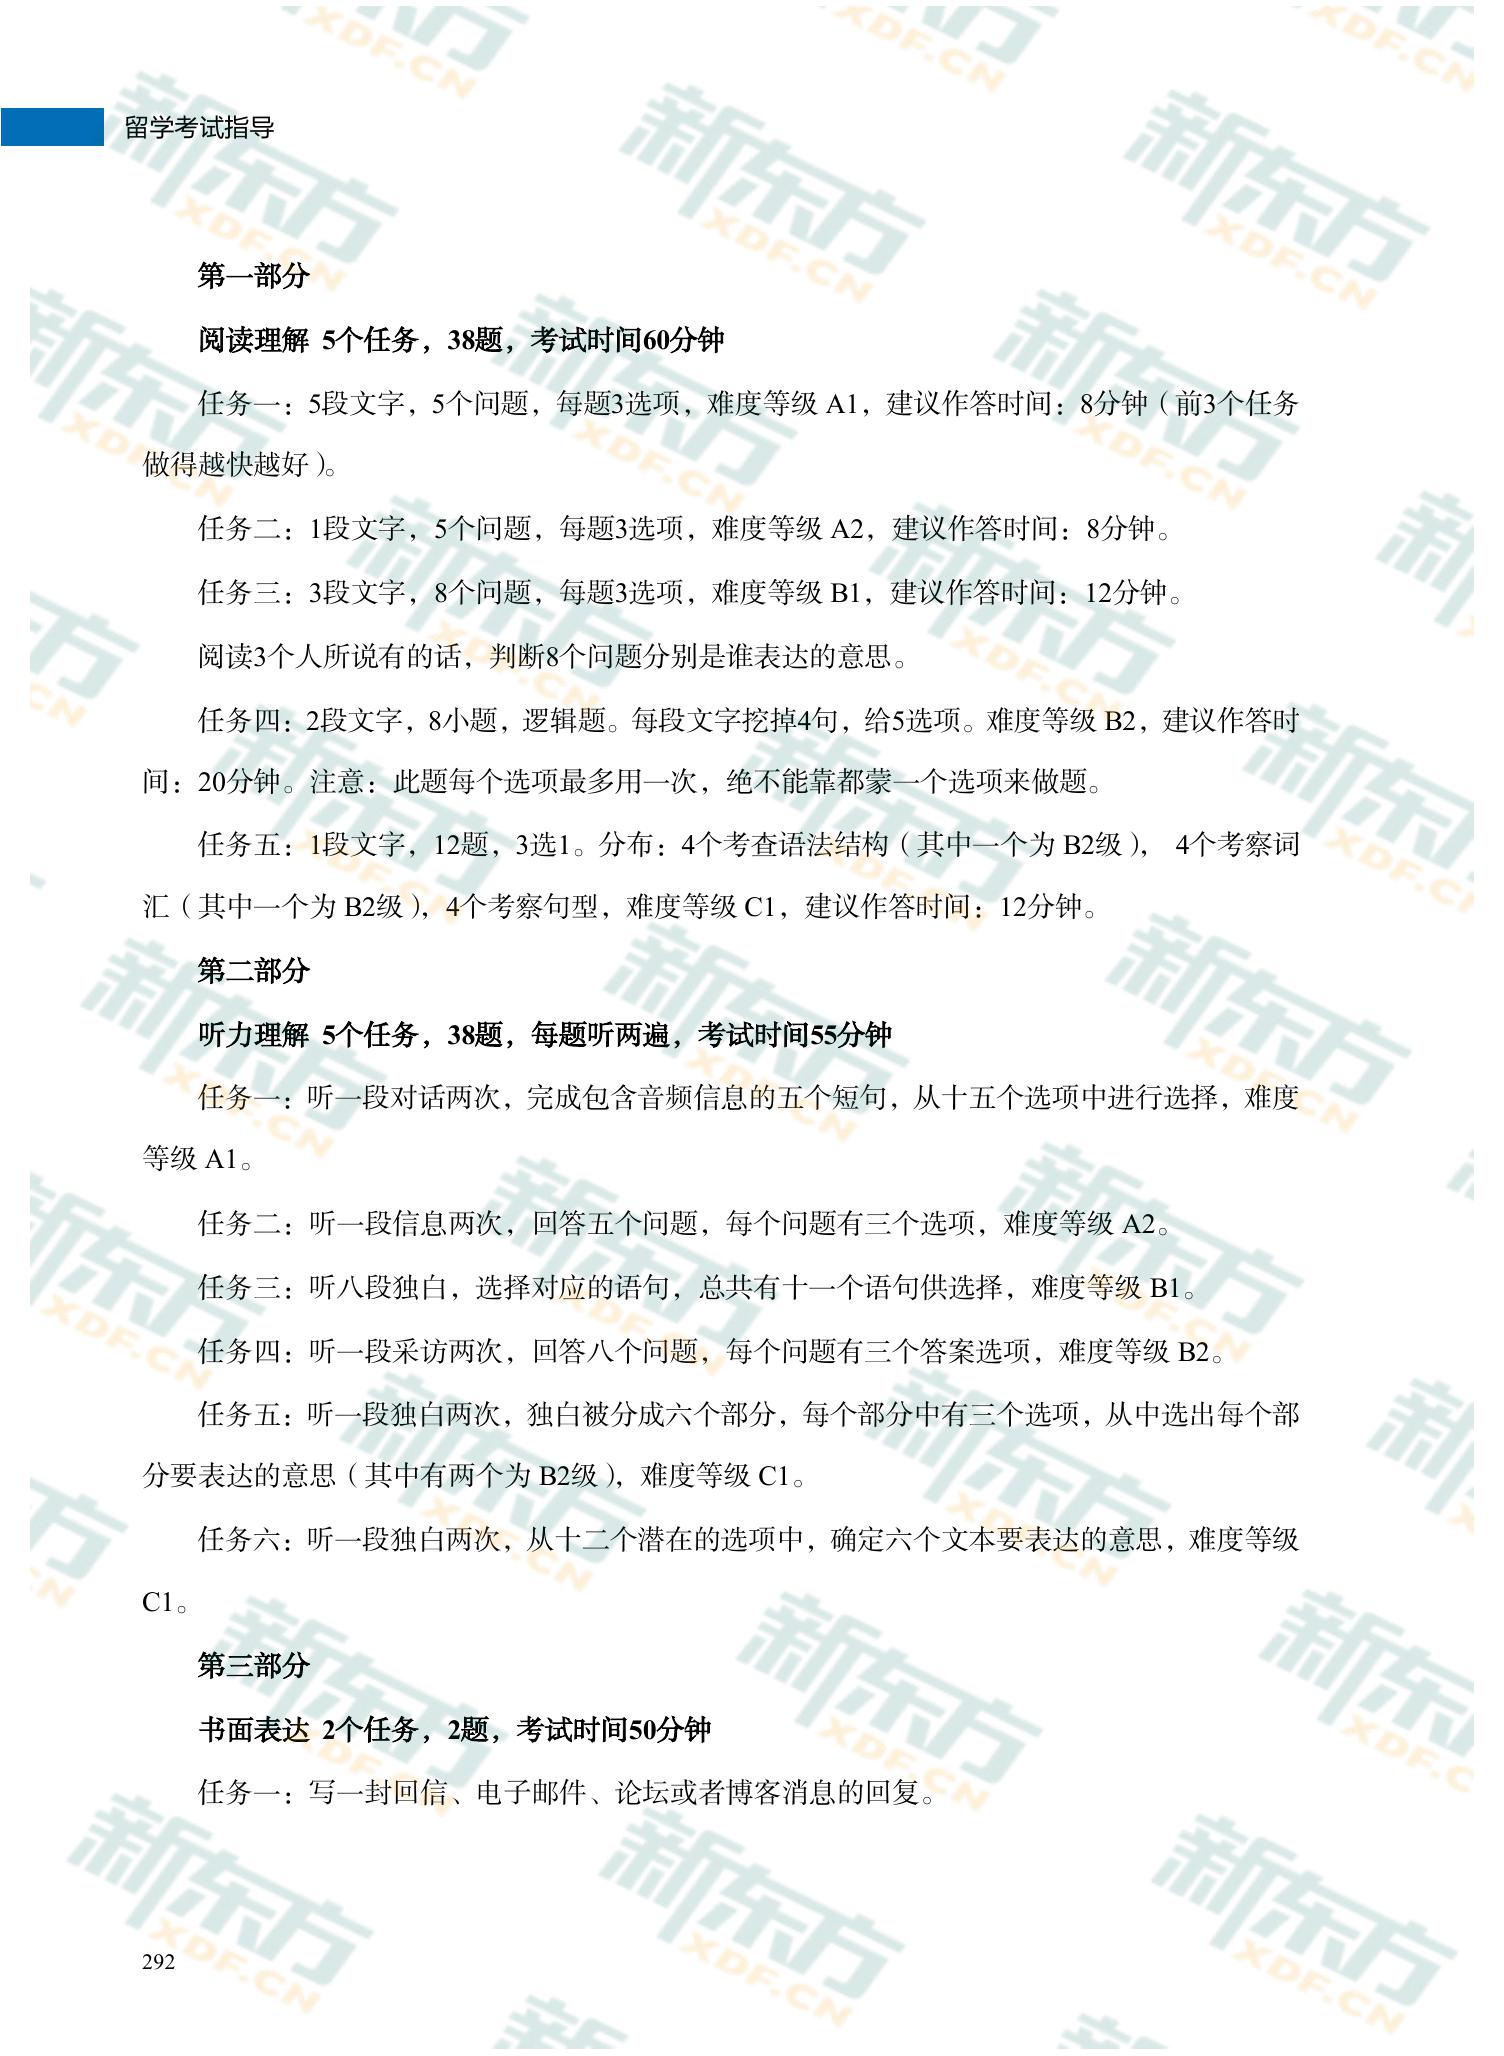 留学考试指导
第一部分
阅读理解 5个任务，38题，考试时间60分钟
任务一：5段文字，5个问题，每题3选项，难度等级 A1，建议作答时间：8分钟（前3个任务
做得越快越好）。
任务二：1段文字，5个问题，每题3选项，难度等级 A2，建议作答时间：8分钟。
任务三：3段文字，8个问题，每题3选项，难度等级 B1，建议作答时间：12分钟。
阅读3个人所说有的话，判断8个问题分别是谁表达的意思。
任务四：2段文字，8小题，逻辑题。每段文字挖掉4句，给5选项。难度等级 B2，建议作答时
间：20分钟。注意：此题每个选项最多用一次，绝不能靠都蒙一个选项来做题。
任务五：1段文字，12题，3选1。分布：4个考查语法结构（其中一个为 B2级）， 4个考察词
汇（其中一个为 B2级），4个考察句型，难度等级 C1，建议作答时间：12分钟。
第二部分
听力理解 5个任务，38题，每题听两遍，考试时间55分钟
任务一：听一段对话两次，完成包含音频信息的五个短句，从十五个选项中进行选择，难度
等级 A1。
任务二：听一段信息两次，回答五个问题，每个问题有三个选项，难度等级 A2。
任务三：听八段独白，选择对应的语句，总共有十一个语句供选择，难度等级 B1。
任务四：听一段采访两次，回答八个问题，每个问题有三个答案选项，难度等级 B2。
任务五：听一段独白两次，独白被分成六个部分，每个部分中有三个选项，从中选出每个部
分要表达的意思（其中有两个为 B2级），难度等级 C1。
任务六：听一段独白两次，从十二个潜在的选项中，确定六个文本要表达的意思，难度等级
C1。
第三部分
书面表达 2个任务，2题，考试时间50分钟
任务一：写一封回信、电子邮件、论坛或者博客消息的回复。
292
新东方
XDF.CN